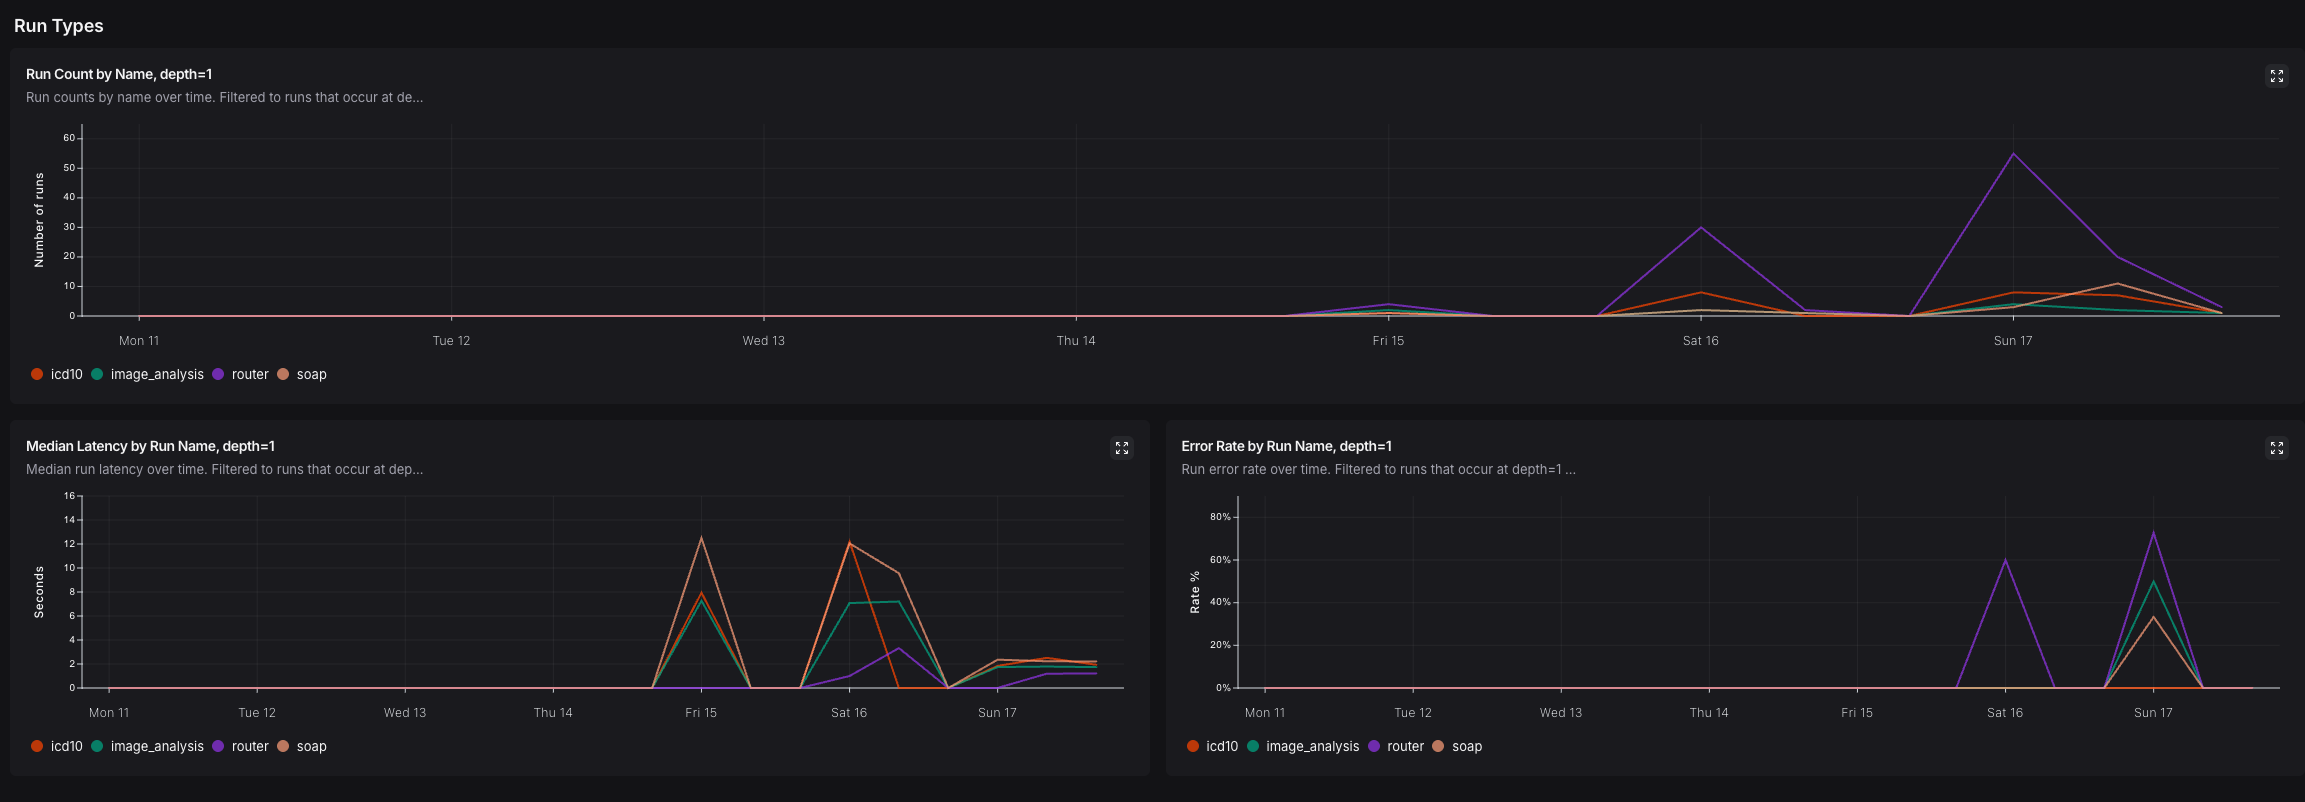 Run Types
Run Count by Name, depth=1
Run counts by name over time. Filtered to runs that occur at de...
Number of runs
60
50
40
30
20
10
0
Mon 11 Tue 12 Wed 13 Thu 14 Fri 15 Sat 16 Sun 17
icd10 image_analysis router soap
Median Latency by Run Name, depth=1
Median run latency over time. Filtered to runs that occur at dep...
Seconds
16
14
12
10
8
6
4
2
0
Mon 11 Tue 12 Wed 13 Thu 14 Fri 15 Sat 16 Sun 17
icd10 image_analysis router soap
Error Rate by Run Name, depth=1
Run error rate over time. Filtered to runs that occur at depth=1 ...
Rate %
80%
60%
40%
20%
0%
Mon 11 Tue 12 Wed 13 Thu 14 Fri 15 Sat 16 Sun 17
icd10 image_analysis router soap